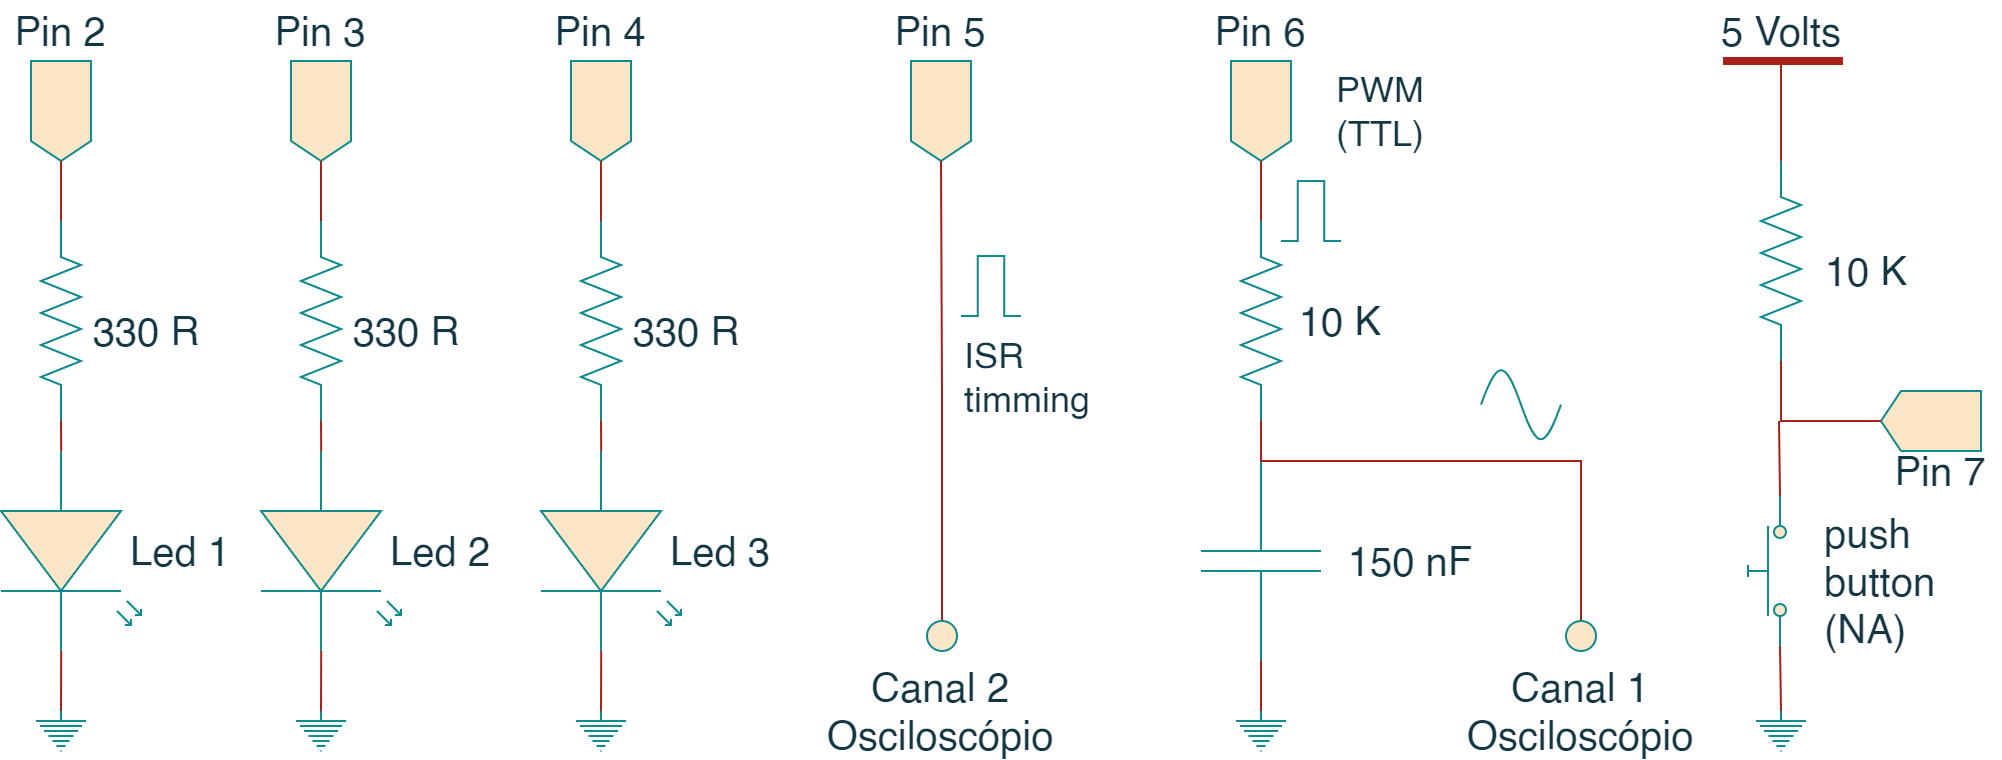 Pin 2
Pin 3
Pin 4
Pin 5
Pin 6
5 Volts
PWM
(TTL)
330 R
330 R
330 R
ISR
timming
10 K
10 K
Pin 7
Led 1
Led 2
Led 3
150 nF
push
button
(NA)
Canal 2
Osciloscópio
Canal 1
Osciloscópio